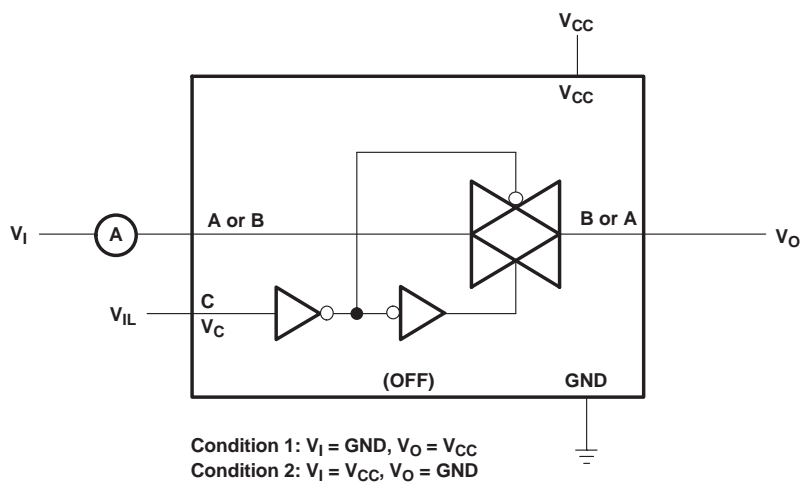 VCC
VCC
A or B
B or A
VI
A
VO
C
VIL
VC
(OFF)
GND
Condition 1: VI = GND, VO = VCC
Condition 2: VI = VCC, VO = GND